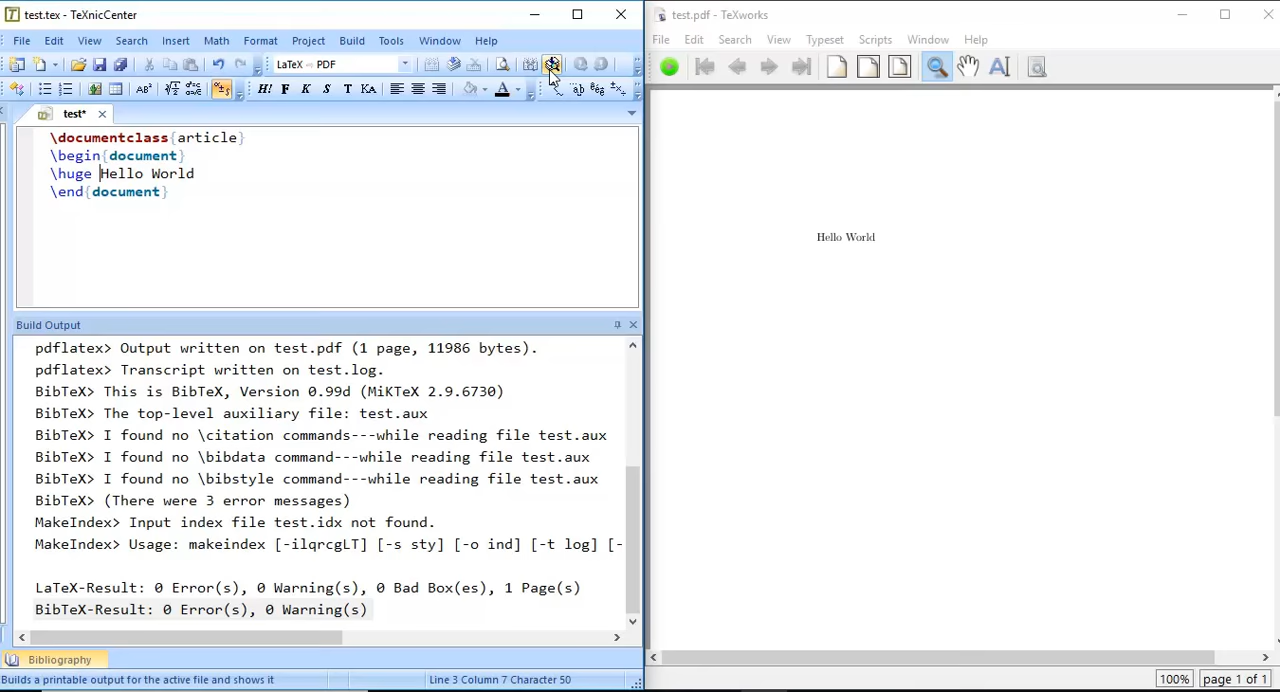 test.tex - TeXnicCenter
File Edit View Search Insert Math Format Project Build Tools Window Help
LaTeX ⇨ PDF
test*
\documentclass{article}
\begin{document}
\huge Hello World
\end{document}
Build Output
pdflatex> Output written on test.pdf (1 page, 11986 bytes).
pdflatex> Transcript written on test.log.
BibTeX> This is BibTeX, Version 0.99d (MiKTeX 2.9.6730)
BibTeX> The top-level auxiliary file: test.aux
BibTeX> I found no \citation commands---while reading file test.aux
BibTeX> I found no \bibdata command---while reading file test.aux
BibTeX> I found no \bibstyle command---while reading file test.aux
BibTeX> (There were 3 error messages)
MakeIndex> Input index file test.idx not found.
MakeIndex> Usage: makeindex [-ilqrcgLT] [-s sty] [-o ind] [-t log] [-
LaTeX-Result: 0 Error(s), 0 Warning(s), 0 Bad Box(es), 1 Page(s)
BibTeX-Result: 0 Error(s), 0 Warning(s)
Bibliography
Builds a printable output for the active file and shows it
Line 3 Column 7 Character 50
test.pdf - TeXworks
File Edit Search View Typeset Scripts Window Help
Hello World
100%
page 1 of 1